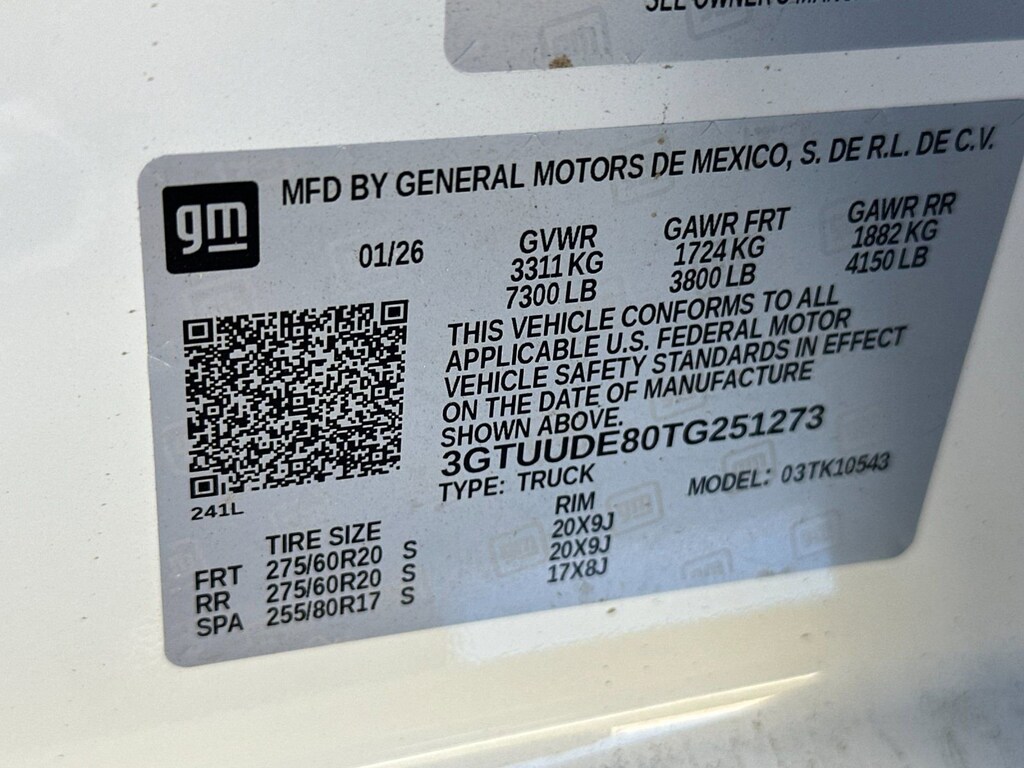 SEE OWNER'S
gm
MFD BY GENERAL MOTORS DE MEXICO, S. DE R.L. DE C.V.
01/26
GVWR
3311 KG
7300 LB
GAWR FRT
1724 KG
3800 LB
GAWR RR
1882 KG
4150 LB
THIS VEHICLE CONFORMS TO ALL
APPLICABLE U.S. FEDERAL MOTOR
VEHICLE SAFETY STANDARDS IN EFFECT
ON THE DATE OF MANUFACTURE
SHOWN ABOVE.
3GTUUDE80TG251273
TYPE: TRUCK
MODEL: 03TK10543
241L
TIRE SIZE
RIM
FRT 275/60R20 S 20X9J
RR 275/60R20 S 20X9J
SPA 255/80R17 S 17X8J